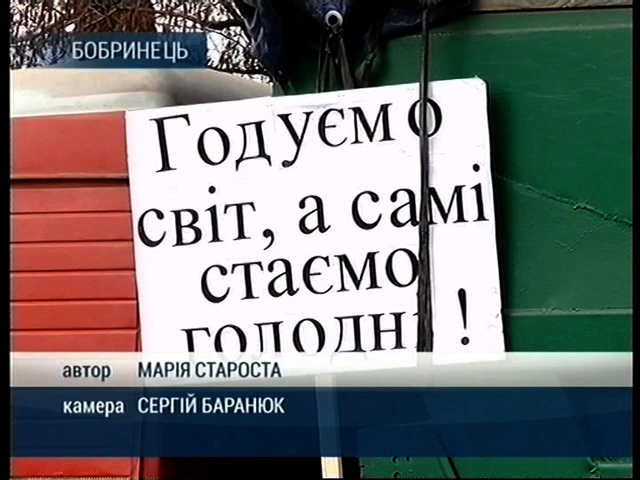 БОБРИНЕЦЬ
Годуємо
світ, а самі
стаємо
голодні !
автор МАРІЯ СТАРОСТА
камера СЕРГІЙ БАРАНЮК